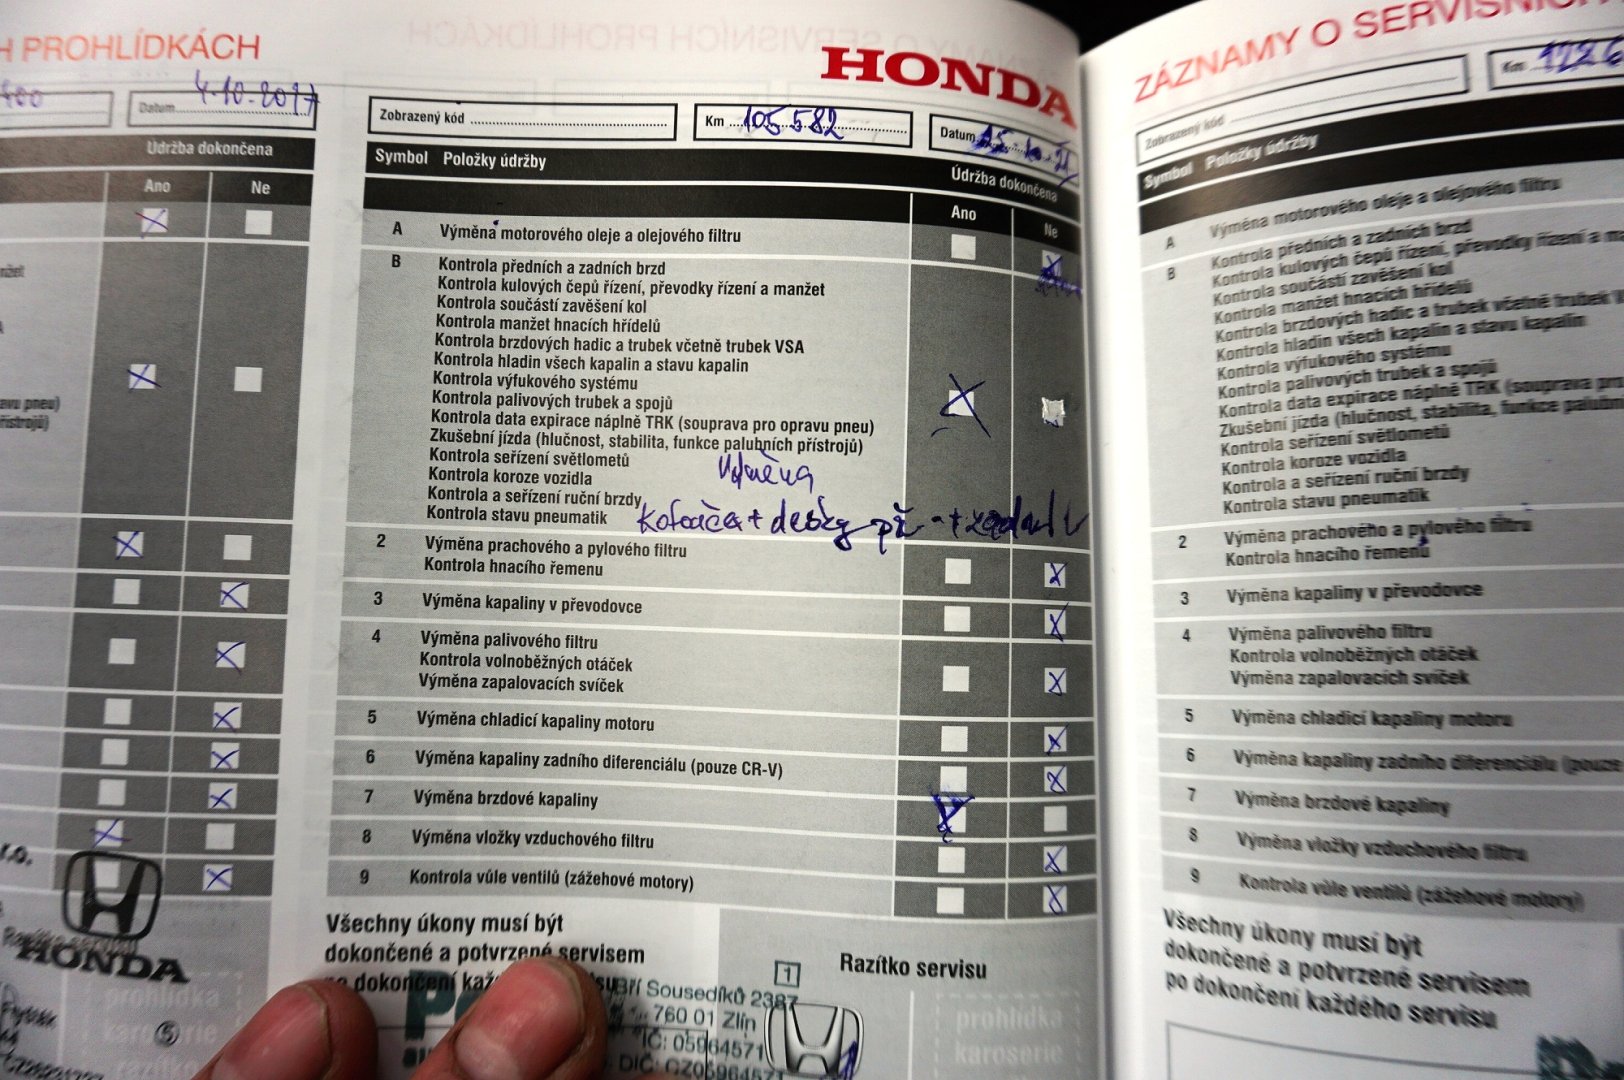 H PROHLÍDKÁCH
400
Datum 4.10.2017
Údržba dokončena
Ano Ne
HONDA
Zobrazený kód
Km 105 582
Datum
Symbol Položky údržby Údržba dokončena
Ano Ne
A Výměna motorového oleje a olejového filtru
B Kontrola předních a zadních brzd
Kontrola kulových čepů řízení, převodky řízení a manžet
Kontrola součástí zavěšení kol
Kontrola manžet hnacích hřídelů
Kontrola brzdových hadic a trubek včetně trubek VSA
Kontrola hladin všech kapalin a stavu kapalin
Kontrola výfukového systému
Kontrola palivových trubek a spojů
Kontrola data expirace náplně TRK (souprava pro opravu pneu)
Zkušební jízda (hlučnost, stabilita, funkce palubních přístrojů)
Kontrola seřízení světlometů
Kontrola koroze vozidla
Kontrola a seřízení ruční brzdy
Kontrola stavu pneumatik
Výměna
Kotouče + desky př. + zadní
2 Výměna prachového a pylového filtru
Kontrola hnacího řemenu
3 Výměna kapaliny v převodovce
4 Výměna palivového filtru
Kontrola volnoběžných otáček
Výměna zapalovacích svíček
5 Výměna chladicí kapaliny motoru
6 Výměna kapaliny zadního diferenciálu (pouze CR-V)
7 Výměna brzdové kapaliny
8 Výměna vložky vzduchového filtru
9 Kontrola vůle ventilů (zážehové motory)
Všechny úkony musí být
dokončené a potvrzené servisem
dokončení
Razítko servisu
1
Bří Sousedíků 2387
760 01 Zlín
IČ: 05964571
DIČ: CZ05964571
prohlídka
karoserie
r.o.
HONDA
prohlídka
karoserie
razítko
5
ZÁZNAMY O SERVISNÍCH
Zobrazený kód
Km 1226
Symbol Položky údržby
A Výměna motorového oleje a olejového filtru
B Kontrola předních a zadních brzd
Kontrola kulových čepů řízení, převodky řízení a
Kontrola součástí zavěšení kol
Kontrola manžet hnacích hřídelů
Kontrola brzdových hadic a trubek včetně trubek
Kontrola hladin všech kapalin a stavu kapalin
Kontrola výfukového systému
Kontrola palivových trubek a spojů
Kontrola data expirace náplně TRK (souprava pro
Zkušební jízda (hlučnost, stabilita, funkce
Kontrola seřízení světlometů
Kontrola koroze vozidla
Kontrola a seřízení ruční brzdy
Kontrola stavu pneumatik
2 Výměna prachového a pylového filtru
Kontrola hnacího řemenu
3 Výměna kapaliny v převodovce
4 Výměna palivového filtru
Kontrola volnoběžných otáček
Výměna zapalovacích svíček
5 Výměna chladicí kapaliny motoru
6 Výměna kapaliny zadního diferenciálu (pouze
7 Výměna brzdové kapaliny
8 Výměna vložky vzduchového filtru
9 Kontrola vůle ventilů (zážehové motory)
Všechny úkony musí být
dokončené a potvrzené servisem
po dokončení každého servisu